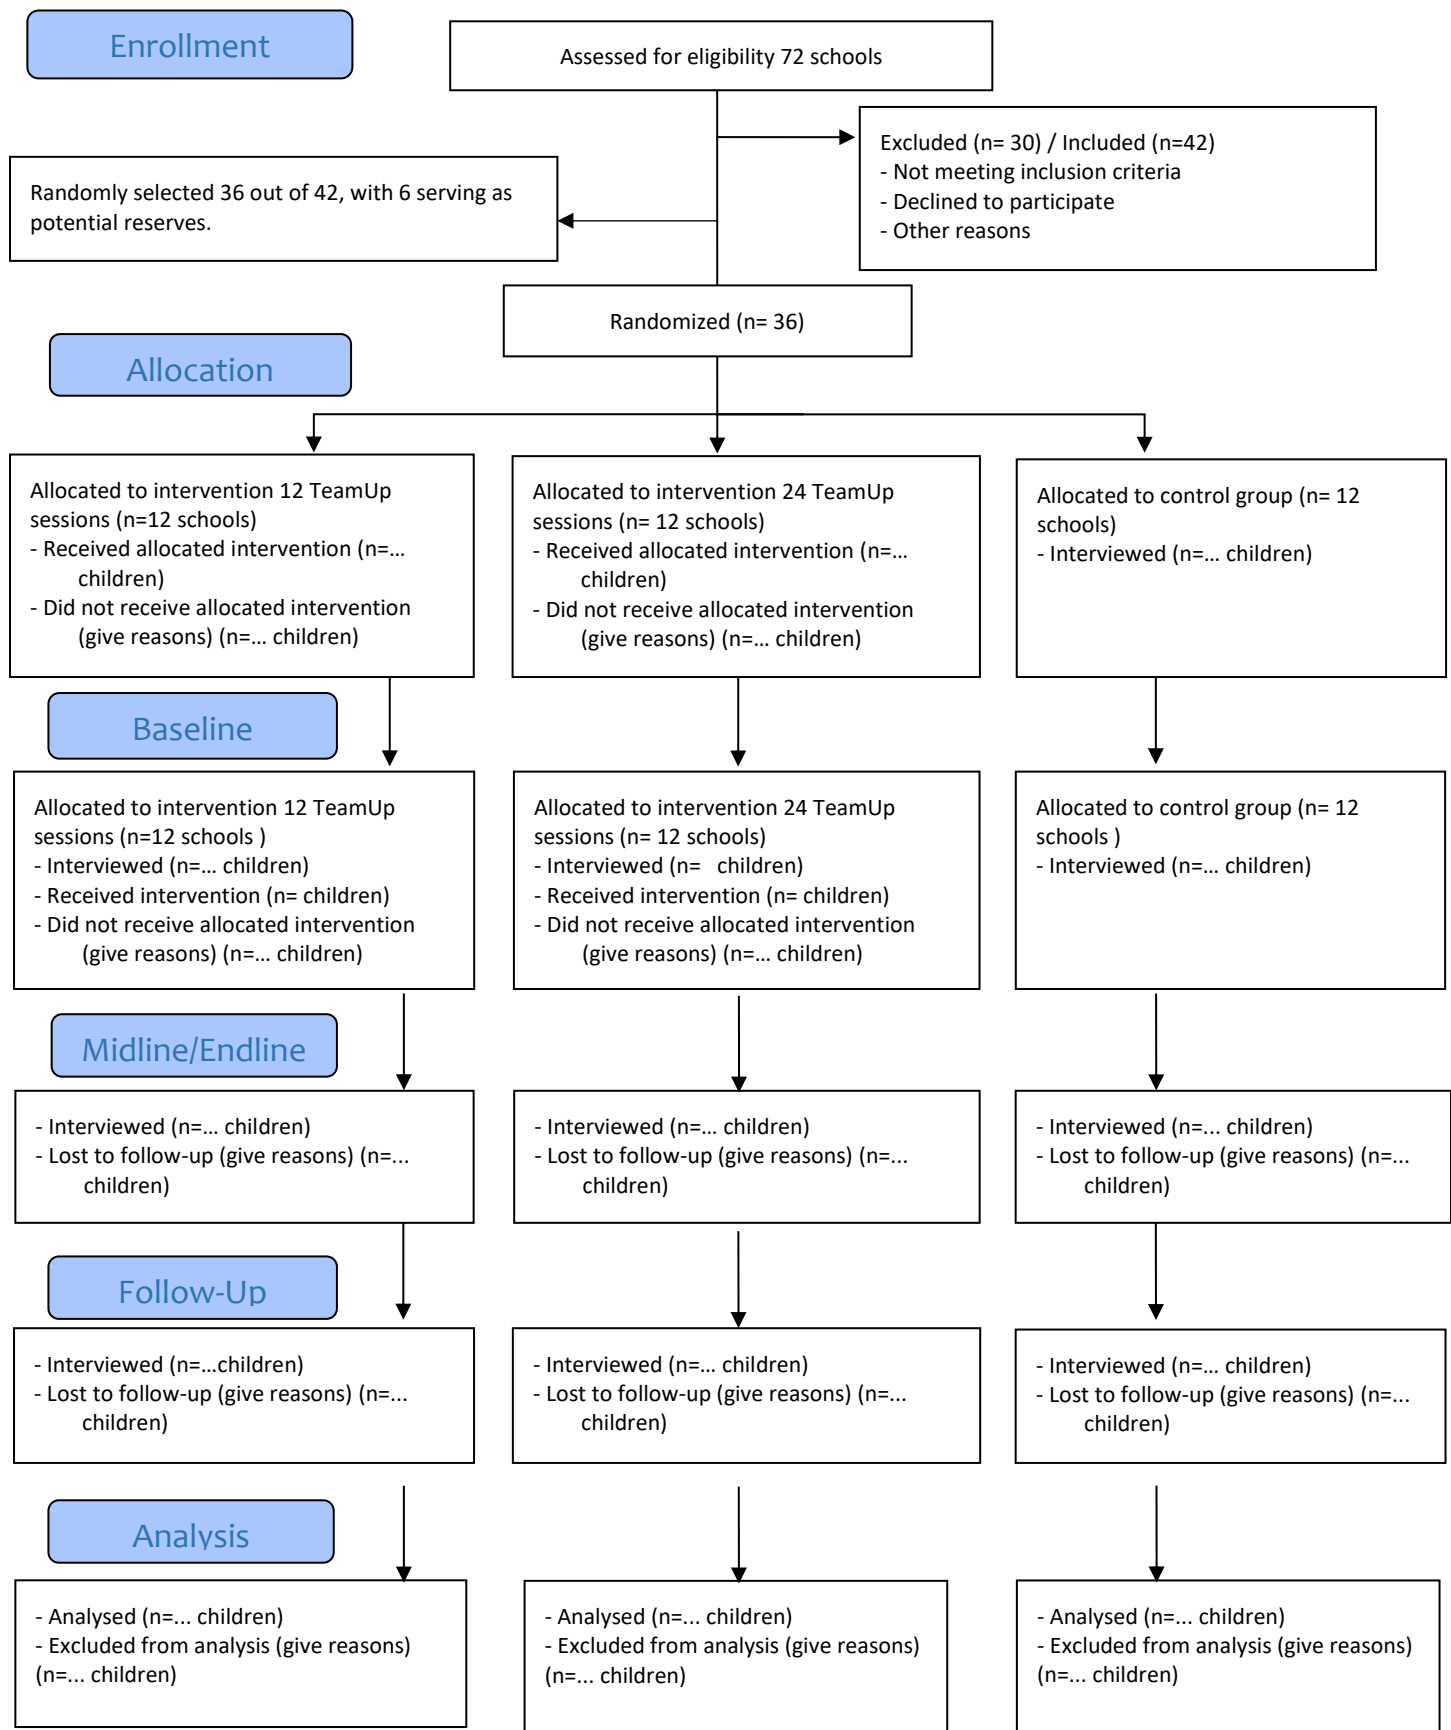 Enrollment
Assessed for eligibility 72 schools
Excluded (n= 30) / Included (n=42)
- Not meeting inclusion criteria
- Declined to participate
- Other reasons
Randomly selected 36 out of 42, with 6 serving as
potential reserves.
Randomized (n= 36)
Allocation
Allocated to intervention 12 TeamUp
sessions (n=12 schools)
- Received allocated intervention (n=...
children)
- Did not receive allocated intervention
(give reasons) (n=... children)
Allocated to intervention 24 TeamUp
sessions (n= 12 schools)
- Received allocated intervention (n=...
children)
- Did not receive allocated intervention
(give reasons) (n=... children)
Allocated to control group (n= 12
schools)
- Interviewed (n=... children)
Baseline
Allocated to intervention 12 TeamUp
sessions (n=12 schools )
- Interviewed (n=... children)
- Received intervention (n= children)
- Did not receive allocated intervention
(give reasons) (n=... children)
Allocated to intervention 24 TeamUp
sessions (n= 12 schools)
- Interviewed (n=   children)
- Received intervention (n= children)
- Did not receive allocated intervention
(give reasons) (n=... children)
Allocated to control group (n= 12
schools )
- Interviewed (n=... children)
Midline/Endline
- Interviewed (n=... children)
- Lost to follow-up (give reasons) (n=...
children)
- Interviewed (n=... children)
- Lost to follow-up (give reasons) (n=...
children)
- Interviewed (n=... children)
- Lost to follow-up (give reasons) (n=...
children)
Follow-Up
- Interviewed (n=...children)
- Lost to follow-up (give reasons) (n=...
children)
- Interviewed (n=... children)
- Lost to follow-up (give reasons) (n=...
children)
- Interviewed (n=... children)
- Lost to follow-up (give reasons) (n=...
children)
Analysis
- Analysed (n=... children)
- Excluded from analysis (give reasons)
(n=... children)
- Analysed (n=... children)
- Excluded from analysis (give reasons)
(n=... children)
- Analysed (n=... children)
- Excluded from analysis (give reasons)
(n=... children)